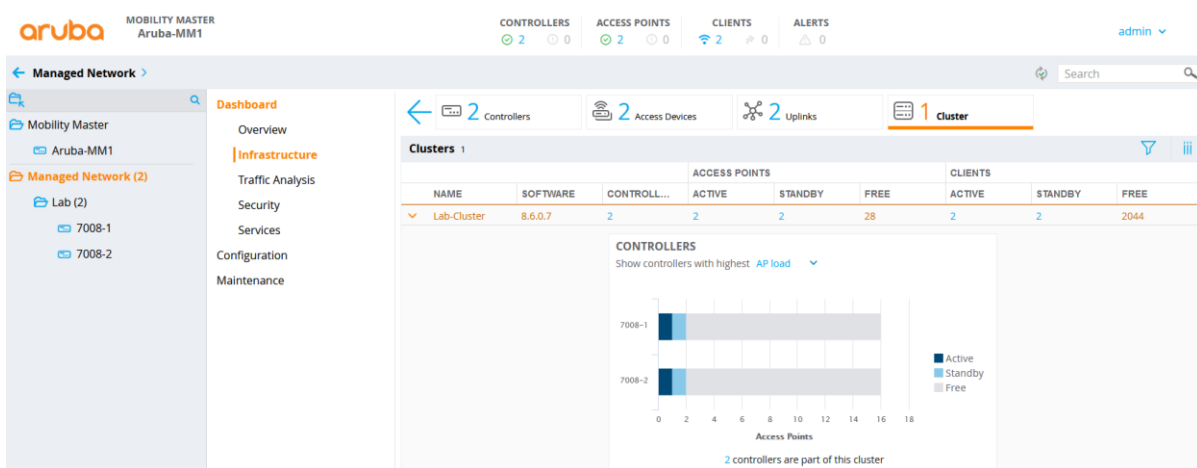 aruba
MOBILITY MASTER
Aruba-MM1
CONTROLLERS
2 0
ACCESS POINTS
2 0
CLIENTS
2 0
ALERTS
0
admin
Managed Network
Search
Mobility Master
Aruba-MM1
Managed Network (2)
Lab (2)
7008-1
7008-2
Dashboard
Overview
Infrastructure
Traffic Analysis
Security
Services
Configuration
Maintenance
2 Controllers
2 Access Devices
2 Uplinks
1 Cluster
Clusters 1
ACCESS POINTS CLIENTS
NAME SOFTWARE CONTROLL... ACTIVE STANDBY FREE ACTIVE STANDBY FREE
Lab-Cluster 8.6.0.7 2 2 2 28 2 2 2044
CONTROLLERS
Show controllers with highest AP load
7008-1
7008-2
0 2 4 6 8 10 12 14 16 18
Access Points
Active
Standby
Free
2 controllers are part of this cluster